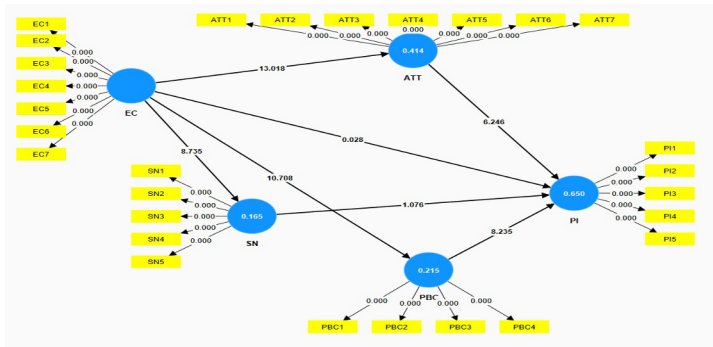 ATT1 ATT2 ATT3 ATT4 ATT5 ATT6 ATT7
0.000 0.000 0.000 0.000 0.000 0.000 0.000
0.414
ATT
EC1
EC2
EC3
EC4
EC5
EC6
EC7
0.000
0.000
0.000
0.000
0.000
0.000
0.000
EC
13.018
6.246
0.028
8.735
10.708
1.076
8.235
SN1
SN2
SN3
SN4
SN5
0.000
0.000
0.000
0.000
0.000
0.165
SN
0.650
PI
0.000
0.000
0.000
0.000
0.000
PI1
PI2
PI3
PI4
PI5
0.215
PBC
0.000 0.000 0.000 0.000
PBC1 PBC2 PBC3 PBC4